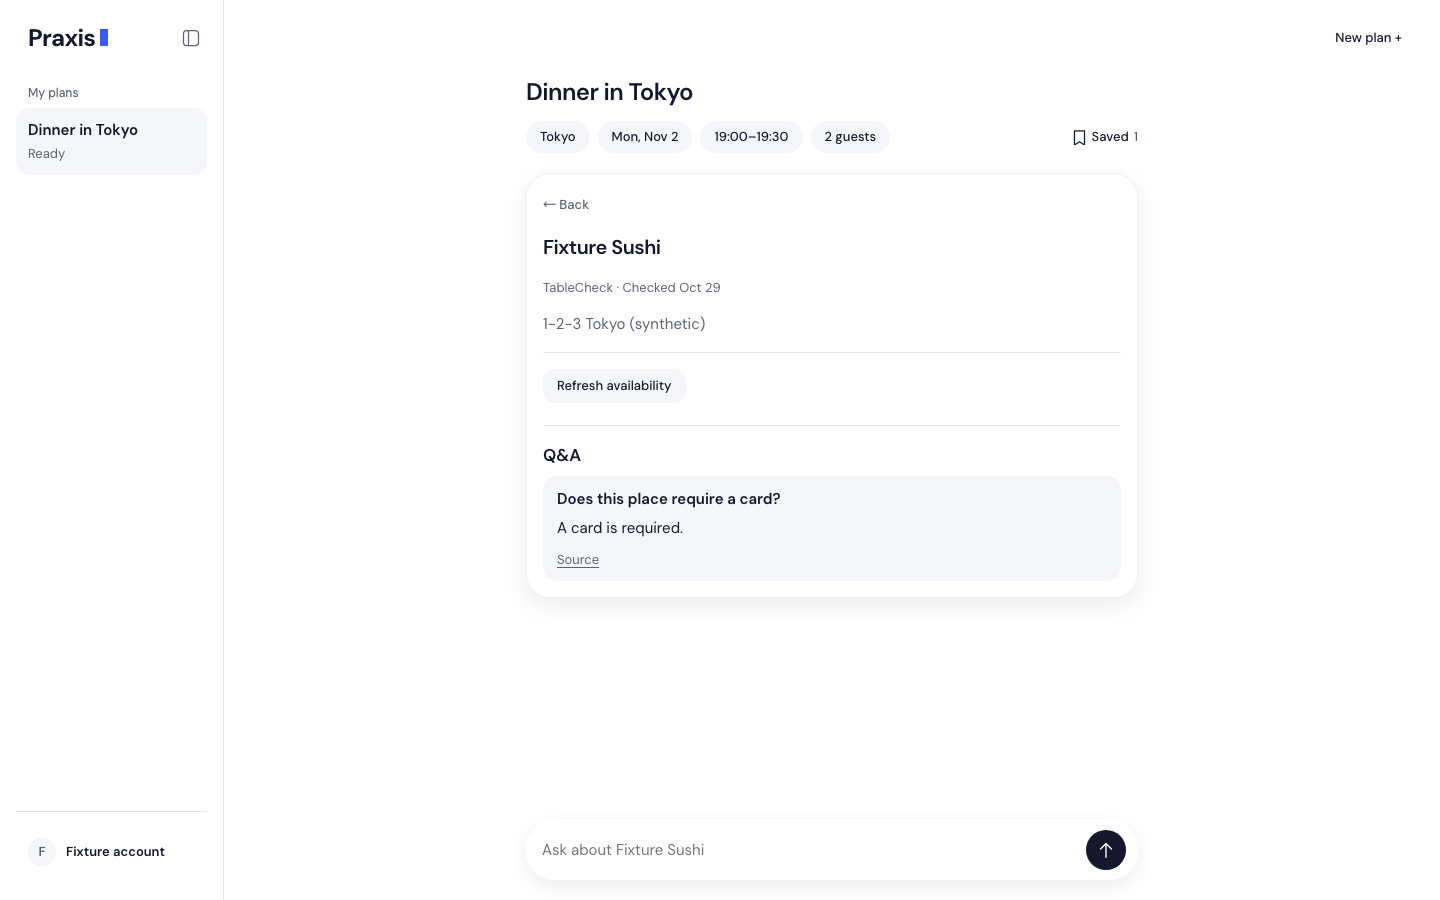 Praxis
My plans
Dinner in Tokyo
Ready
Fixture account
F
New plan +
Dinner in Tokyo
Tokyo
Mon, Nov 2
19:00–19:30
2 guests
Saved 1
← Back
Fixture Sushi
TableCheck · Checked Oct 29
1-2-3 Tokyo (synthetic)
Refresh availability
Q&A
Does this place require a card?
A card is required.
Source
Ask about Fixture Sushi